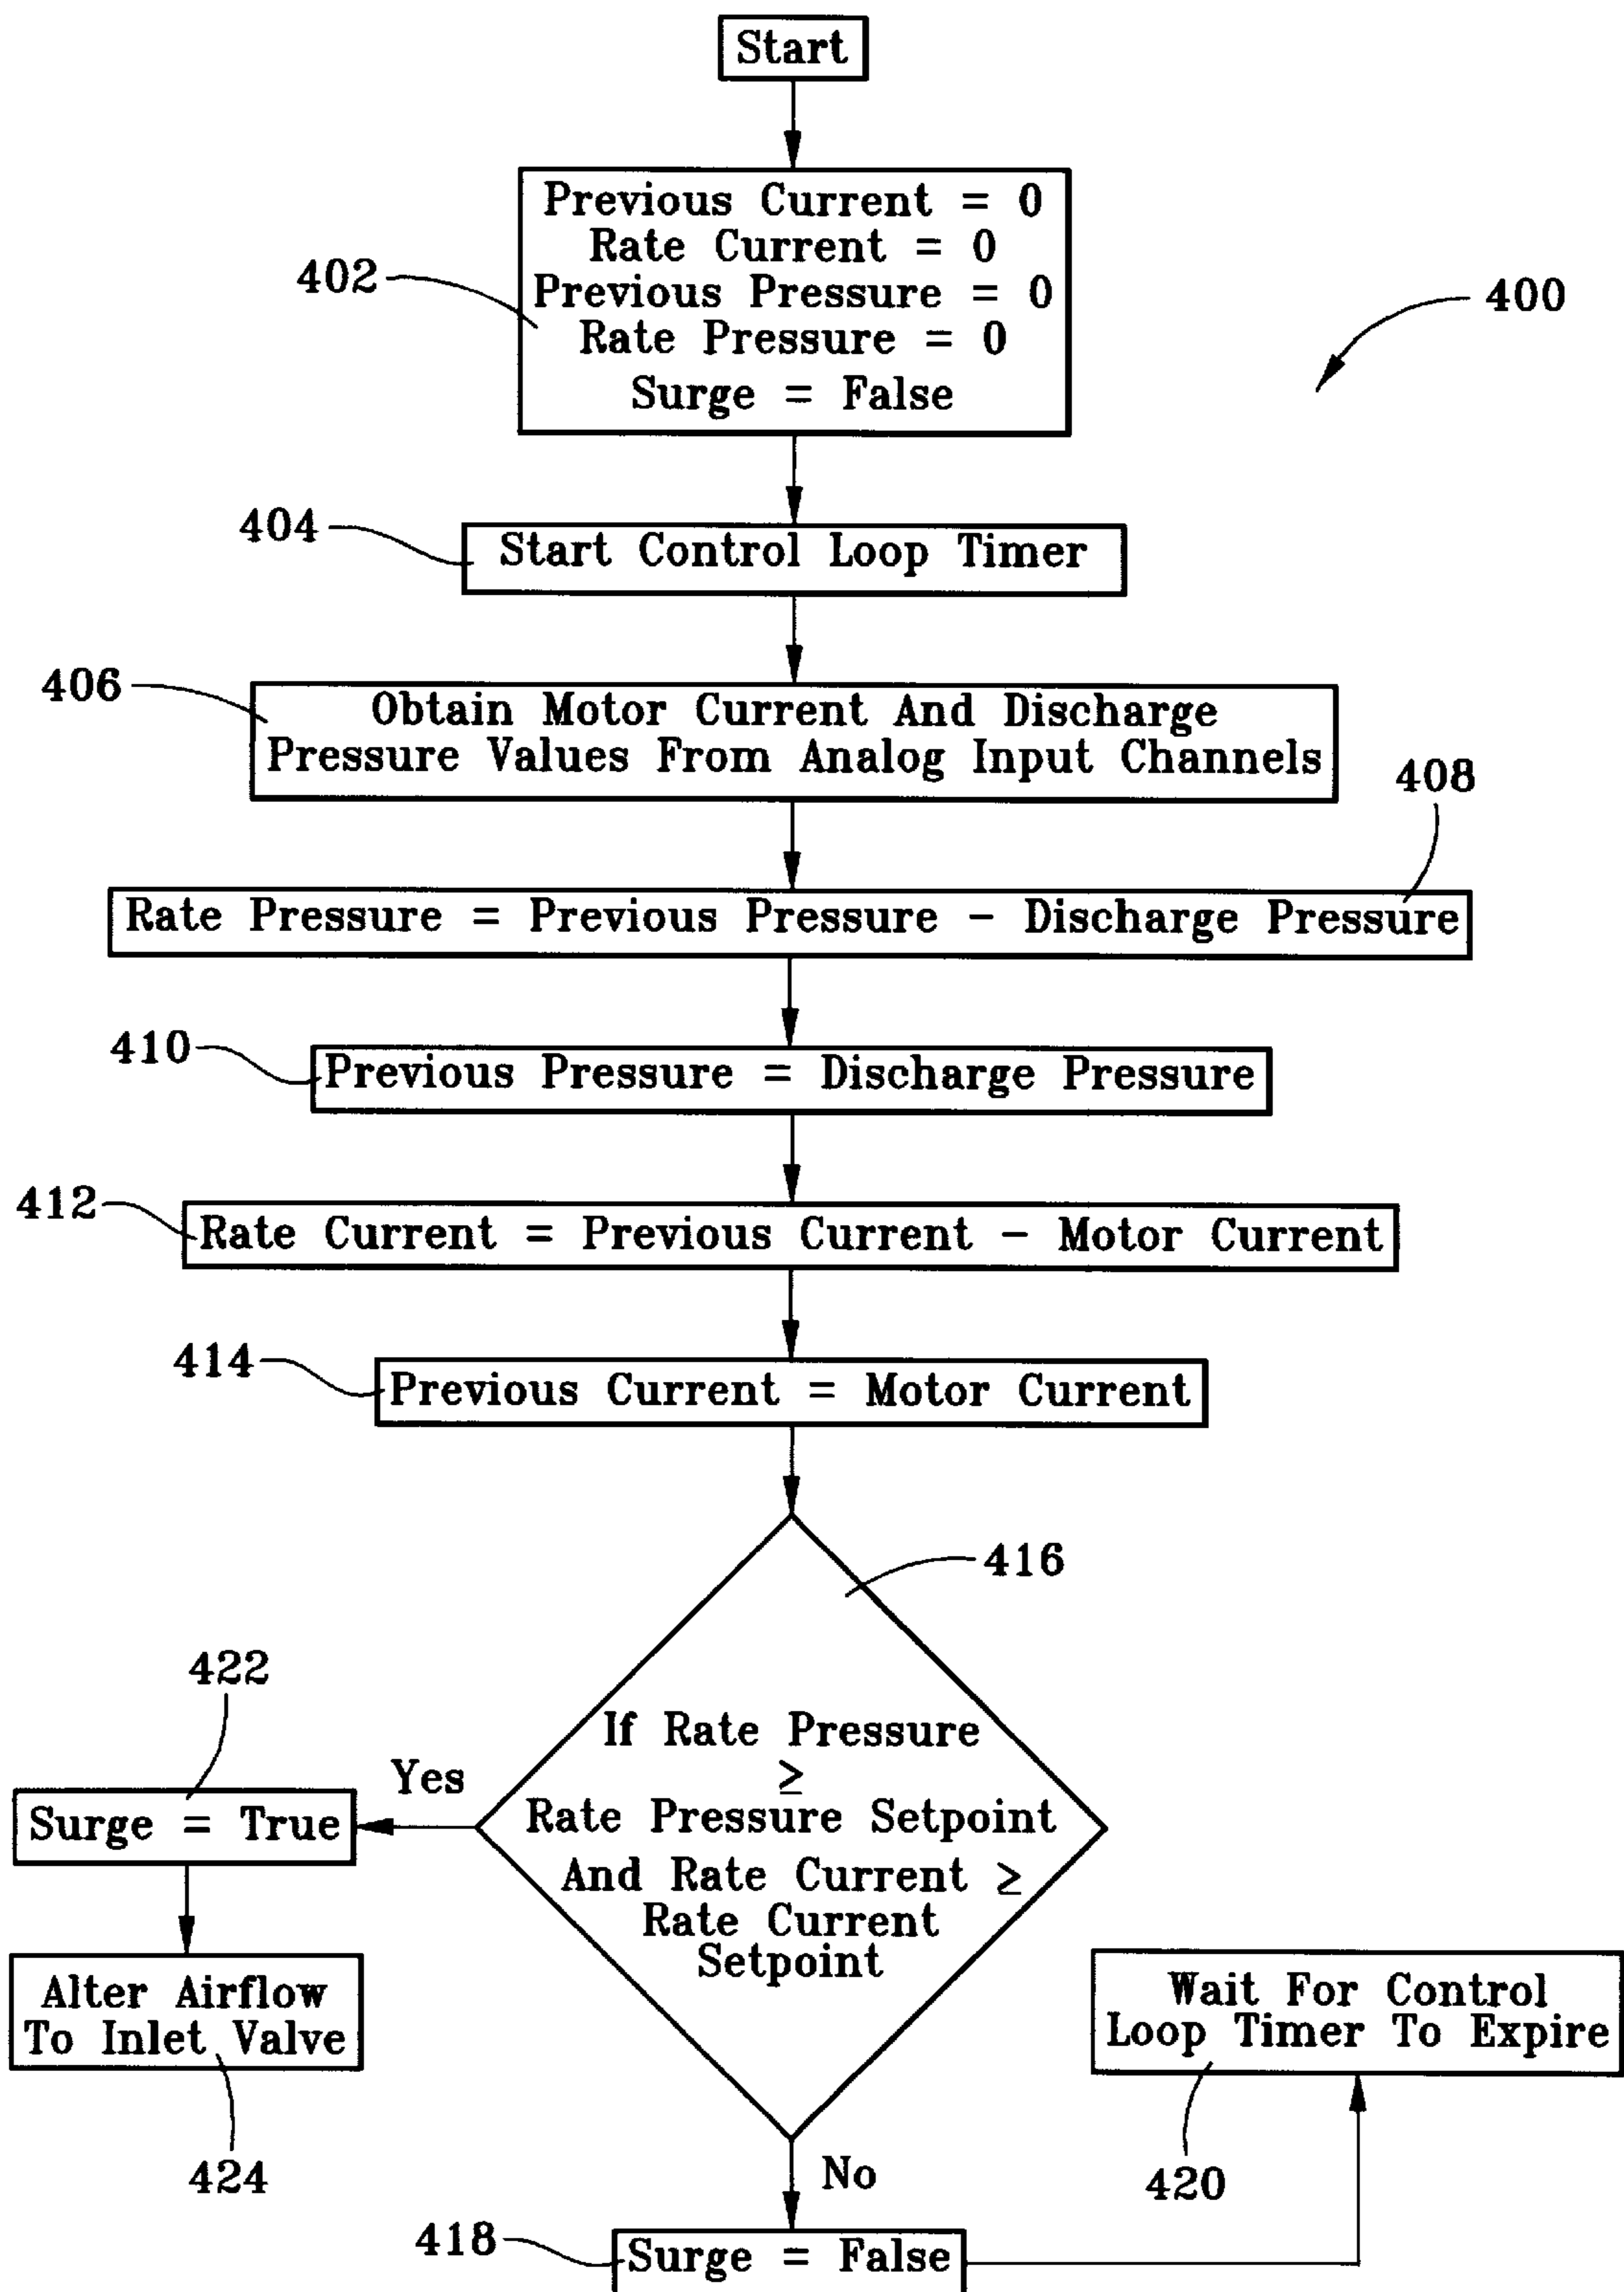 Start
Previous Current = 0
Rate Current = 0
402
Previous Pressure = 0
400
Rate Pressure = 0
Surge = False
404
Start Control Loop Timer
406
Obtain Motor Current And Discharge
Pressure Values From Analog Input Channels
408
Rate Pressure = Previous Pressure - Discharge Pressure
410
Previous Pressure = Discharge Pressure
412
Rate Current = Previous Current - Motor Current
414
Previous Current = Motor Current
416
422
If Rate Pressure
≥
Rate Pressure Setpoint
And Rate Current ≥
Rate Current
Setpoint
Yes
Surge = True
Alter Airflow
To Inlet Valve
424
Wait For Control
Loop Timer To Expire
420
No
418
Surge = False